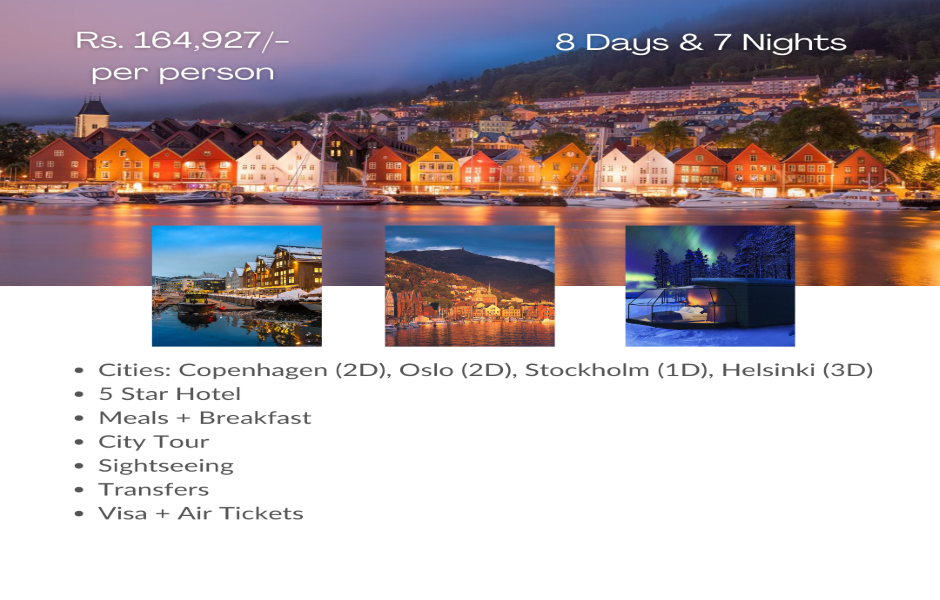 Rs. 164,927/-
per person
8 Days & 7 Nights
• Cities: Copenhagen (2D), Oslo (2D), Stockholm (1D), Helsinki (3D)
• 5 Star Hotel
• Meals + Breakfast
• City Tour
• Sightseeing
• Transfers
• Visa + Air Tickets